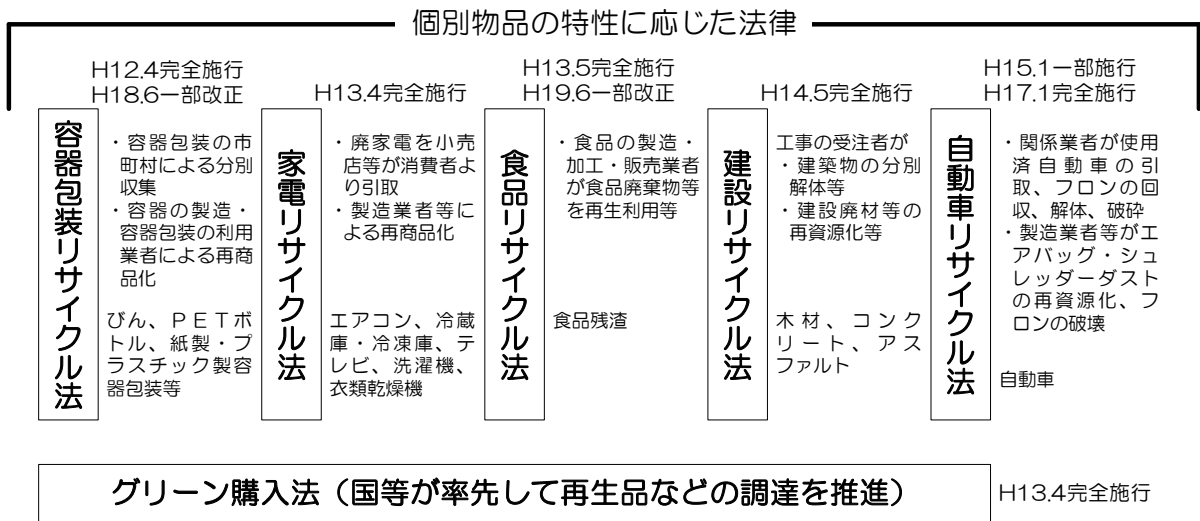 個別物品の特性に応じた法律
H12.4完全施行
H18.6一部改正
容器包装リサイクル法
・容器包装の市
町村による分別
収集
・容器の製造・
容器包装の利用
業者による再商
品化
びん、ＰＥＴボ
トル、紙製・プ
ラスチック製容
器包装等
H13.4完全施行
家電リサイクル法
・廃家電を小売
店等が消費者よ
り引取
・製造業者等に
よる再商品化
エアコン、冷蔵
庫・冷凍庫、テ
レビ、洗濯機、
衣類乾燥機
H13.5完全施行
H19.6一部改正
食品リサイクル法
・食品の製造・
加工・販売業者
が食品廃棄物等
を再生利用等
食品残渣
H14.5完全施行
建設リサイクル法
工事の受注者が
・建築物の分別
解体等
・建設廃材等の
再資源化等
木材、コンク
リート、アス
ファルト
H15.1一部施行
H17.1完全施行
自動車リサイクル法
・関係業者が使用
済自動車の引
取、フロンの回
収、解体、破砕
・製造業者等がエ
アバッグ・シュ
レッダーダスト
の再資源化、フ
ロンの破壊
自動車
グリーン購入法（国等が率先して再生品などの調達を推進）
H13.4完全施行